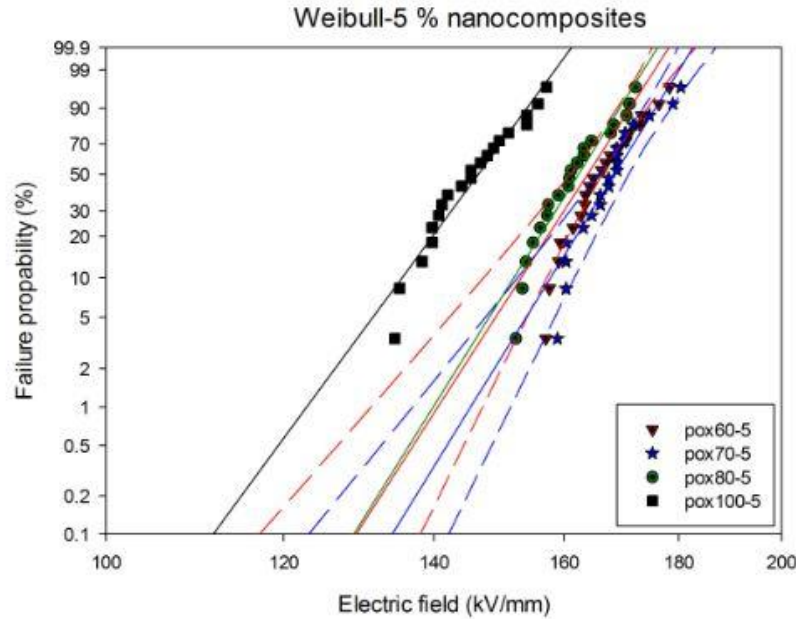 Weibull-5 % nanocomposites
Failure propability (%)
99.9
99
90
70
50
30
20
10
5
2
1
0.5
0.2
0.1
100
120
140
160
180
200
Electric field (kV/mm)
pox60-5
pox70-5
pox80-5
pox100-5